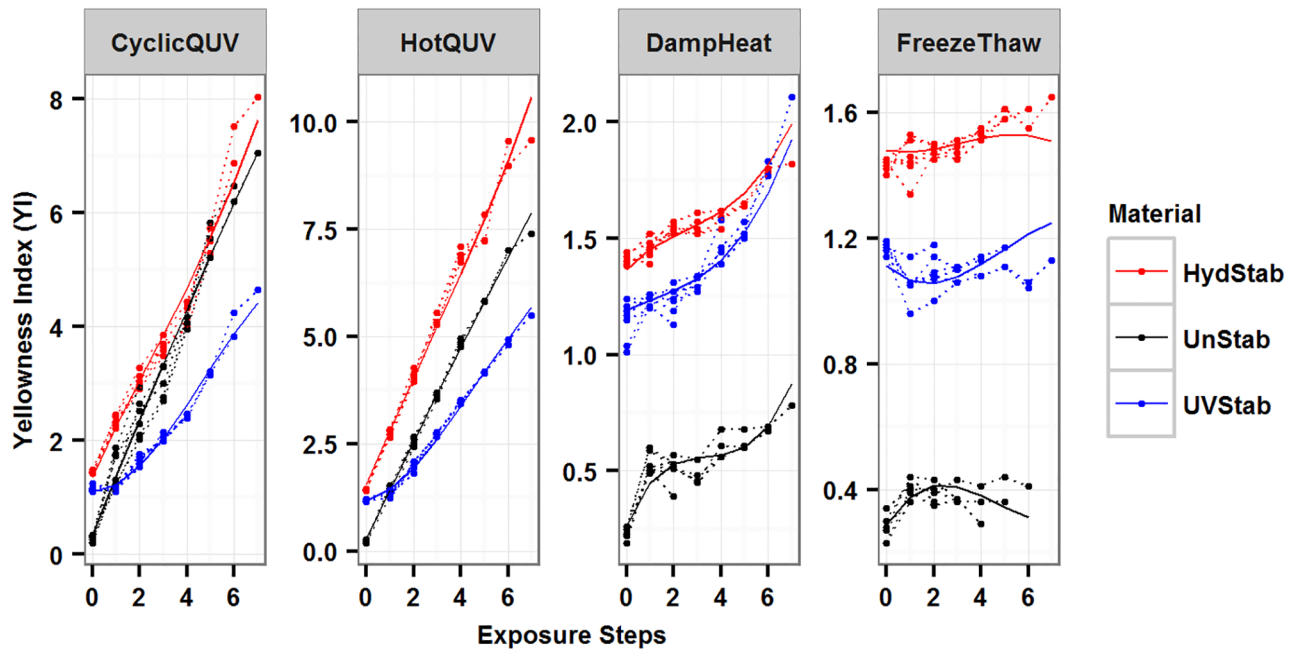 CyclicQUV
HotQUV
DampHeat
FreezeThaw
Yellowness Index (YI)
8
6
4
2
0
10.0
7.5
5.0
2.5
0.0
2.0
1.5
1.0
0.5
1.6
1.2
0.8
0.4
0 2 4 6
0 2 4 6
0 2 4 6
0 2 4 6
Exposure Steps
Material
HydStab
UnStab
UVStab